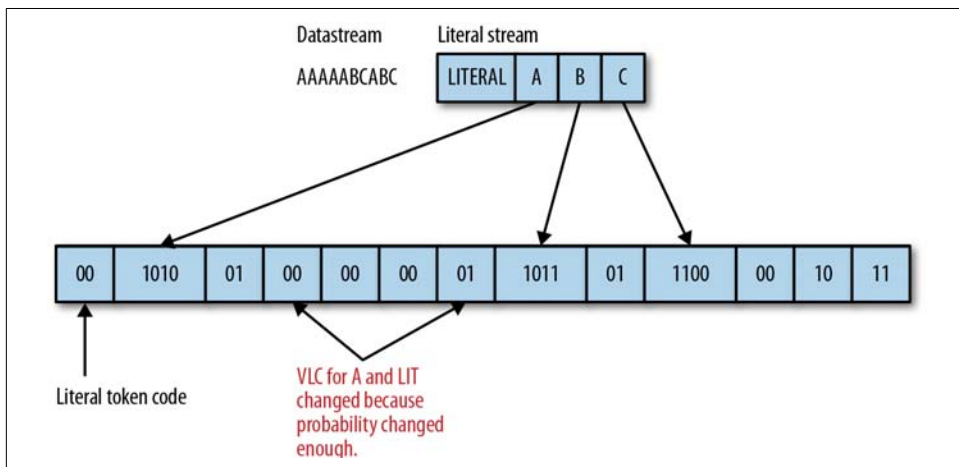 Datastream Literal stream
AAAAABCABC LITERAL A B C
00 1010 01 00 00 00 01 1011 01 1100 00 10 11
Literal token code
VLC for A and LIT
changed because
probability changed
enough.